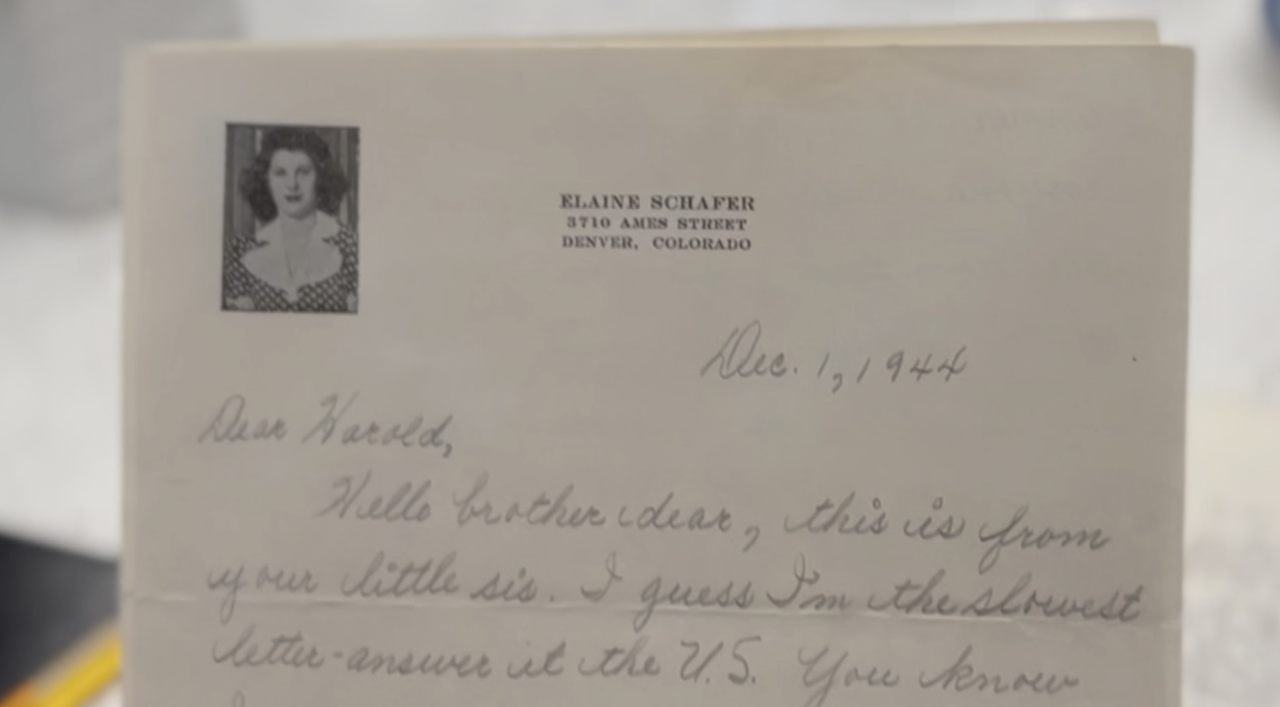 ELAINE SCHAFER
3710 AMES STREET
DENVER, COLORADO
Dec. 1, 1944
Dear Harold,
Hello brother dear, this is from
your little sis. I guess I'm the slowest
letter-answer it the U.S. You know